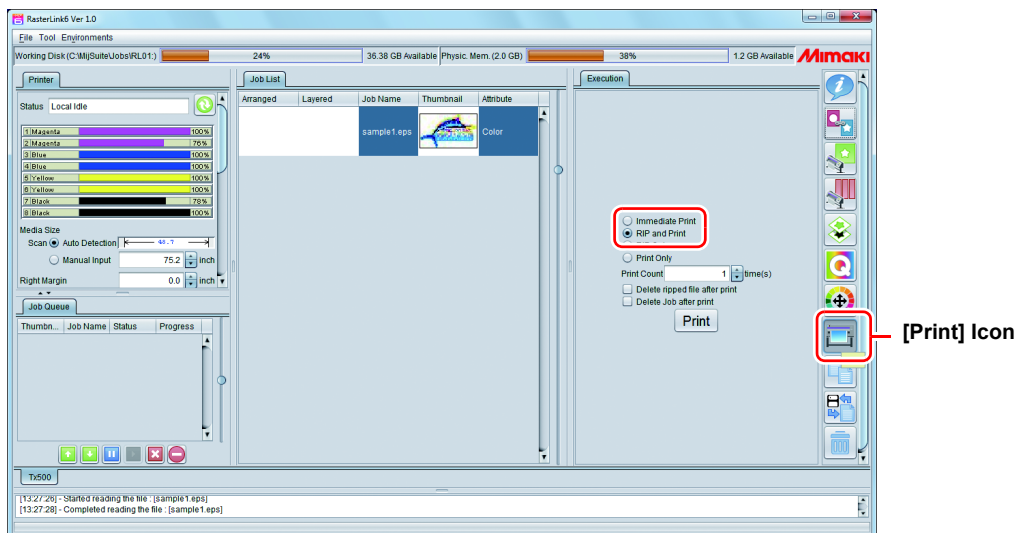 RasterLink6 Ver 1.0
File Tool Environments
Working Disk (C:\MijSuite\Jobs\RL01:) 24% 36.38 GB Available Physic. Mem. (2.0 GB) 38% 1.2 GB Available Mimaki
Printer
Status Local Idle
1 Magenta 100%
2 Magenta 76%
3 Blue 100%
4 Blue 100%
5 Yellow 100%
6 Yellow 100%
7 Black 78%
8 Black 100%
Media Size
Scan Auto Detection 48.7
Manual Input 75.2 inch
Right Margin 0.0 inch
Job Queue
Thumbn... Job Name Status Progress
Job List
Arranged Layered Job Name Thumbnail Attribute
sample1.eps Color
Execution
Immediate Print
RIP and Print
Print Only
Print Count 1 time(s)
Delete ripped file after print
Delete Job after print
Print
[Print] Icon
Tx500
[13:27:26] - Started reading the file : [sample1.eps]
[13:27:28] - Completed reading the file : [sample1.eps]